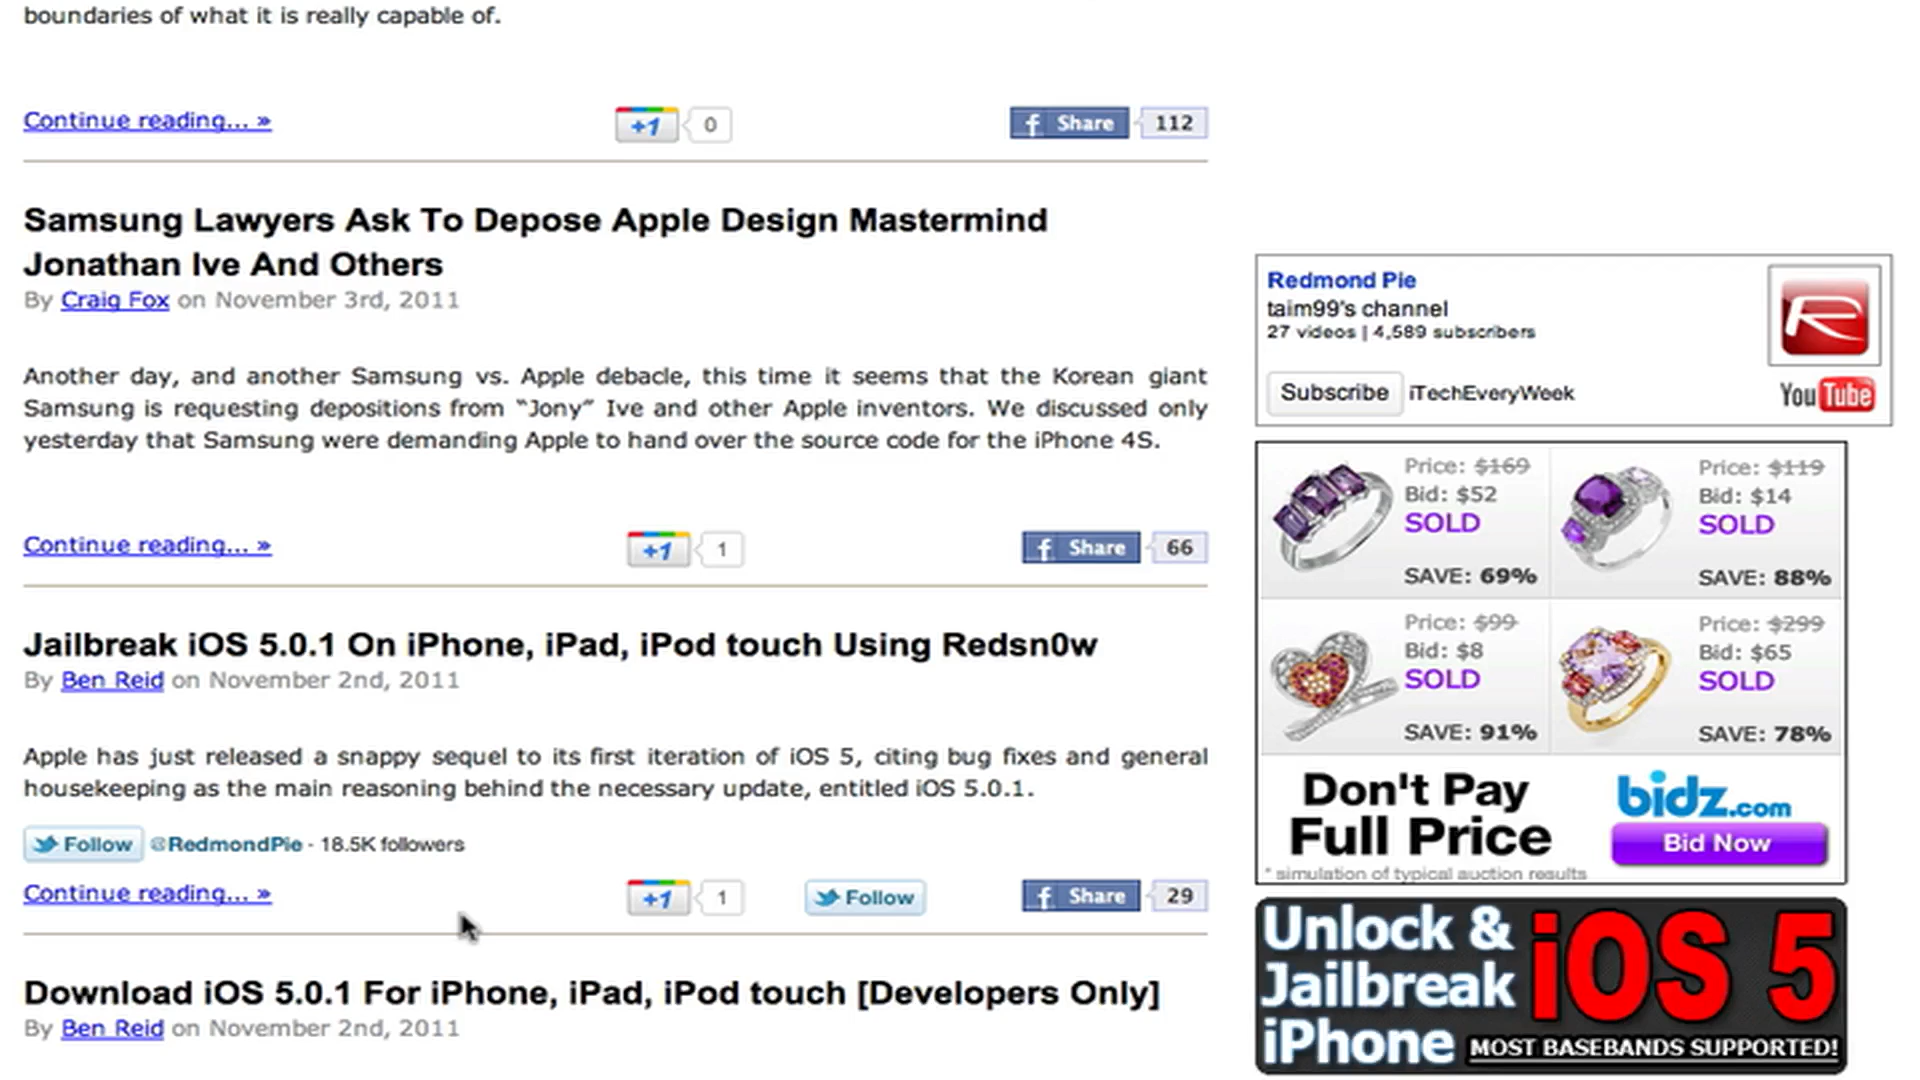 boundaries of what it is really capable of.
Continue reading... »
+1
0
f Share
112
Samsung Lawyers Ask To Depose Apple Design Mastermind
Jonathan Ive And Others
By Craig Fox on November 3rd, 2011
Another day, and another Samsung vs. Apple debacle, this time it seems that the Korean giant
Samsung is requesting depositions from “Jony” Ive and other Apple inventors. We discussed only
yesterday that Samsung were demanding Apple to hand over the source code for the iPhone 4S.
Continue reading... »
+1
1
f Share
66
Jailbreak iOS 5.0.1 On iPhone, iPad, iPod touch Using Redsn0w
By Ben Reid on November 2nd, 2011
Apple has just released a snappy sequel to its first iteration of iOS 5, citing bug fixes and general
housekeeping as the main reasoning behind the necessary update, entitled iOS 5.0.1.
Follow @RedmondPie - 18.5K followers
Continue reading... »
+1
1
Follow
f Share
29
Download iOS 5.0.1 For iPhone, iPad, iPod touch [Developers Only]
By Ben Reid on November 2nd, 2011
Redmond Pie
taim99's channel
27 videos | 4,589 subscribers
Subscribe iTechEveryWeek
R
YouTube
Price: $169
Bid: $52
SOLD
SAVE: 69%
Price: $119
Bid: $14
SOLD
SAVE: 88%
Price: $99
Bid: $8
SOLD
SAVE: 91%
Price: $299
Bid: $65
SOLD
SAVE: 78%
Don't Pay
Full Price
bidz.com
Bid Now
* simulation of typical auction results
Unlock &
Jailbreak
iPhone
iOS 5
MOST BASEBANDS SUPPORTED!